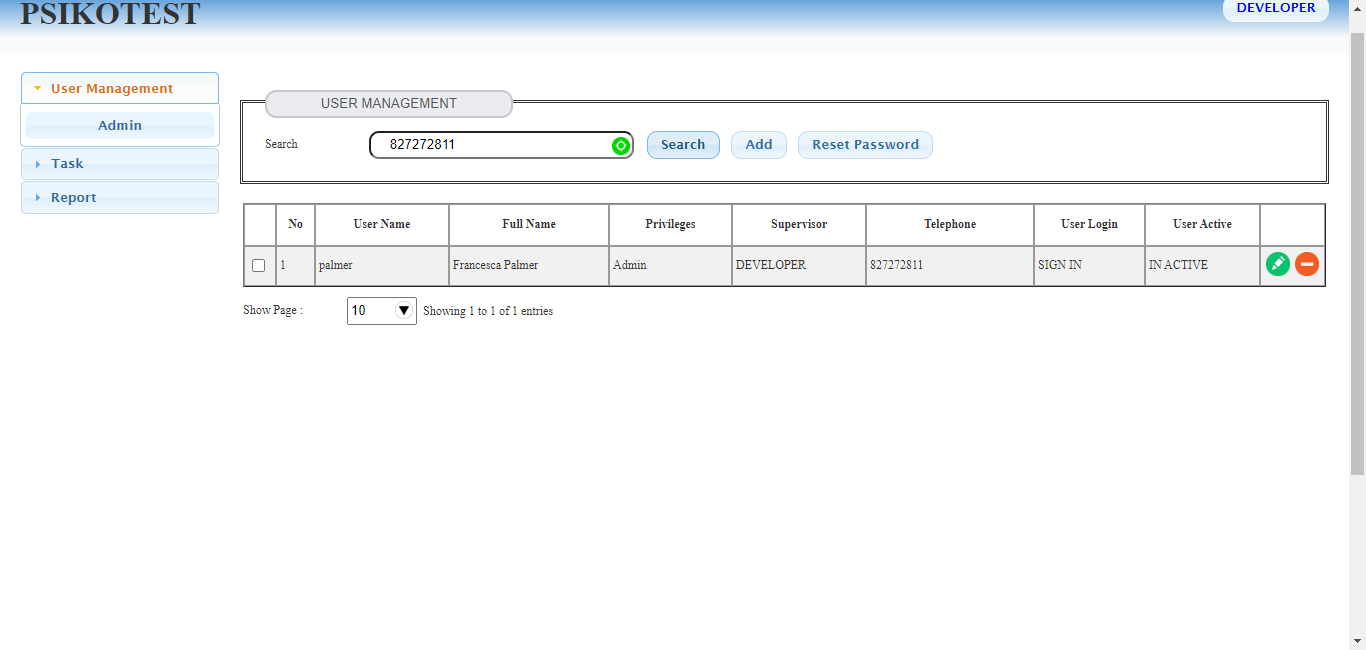 PSIKOTEST
DEVELOPER
User Management
Admin
Task
Report
USER MANAGEMENT
Search 827272811 Search Add Reset Password
No User Name Full Name Privileges Supervisor Telephone User Login User Active
1 palmer Francesca Palmer Admin DEVELOPER 827272811 SIGN IN IN ACTIVE
Show Page : 10 Showing 1 to 1 of 1 entries